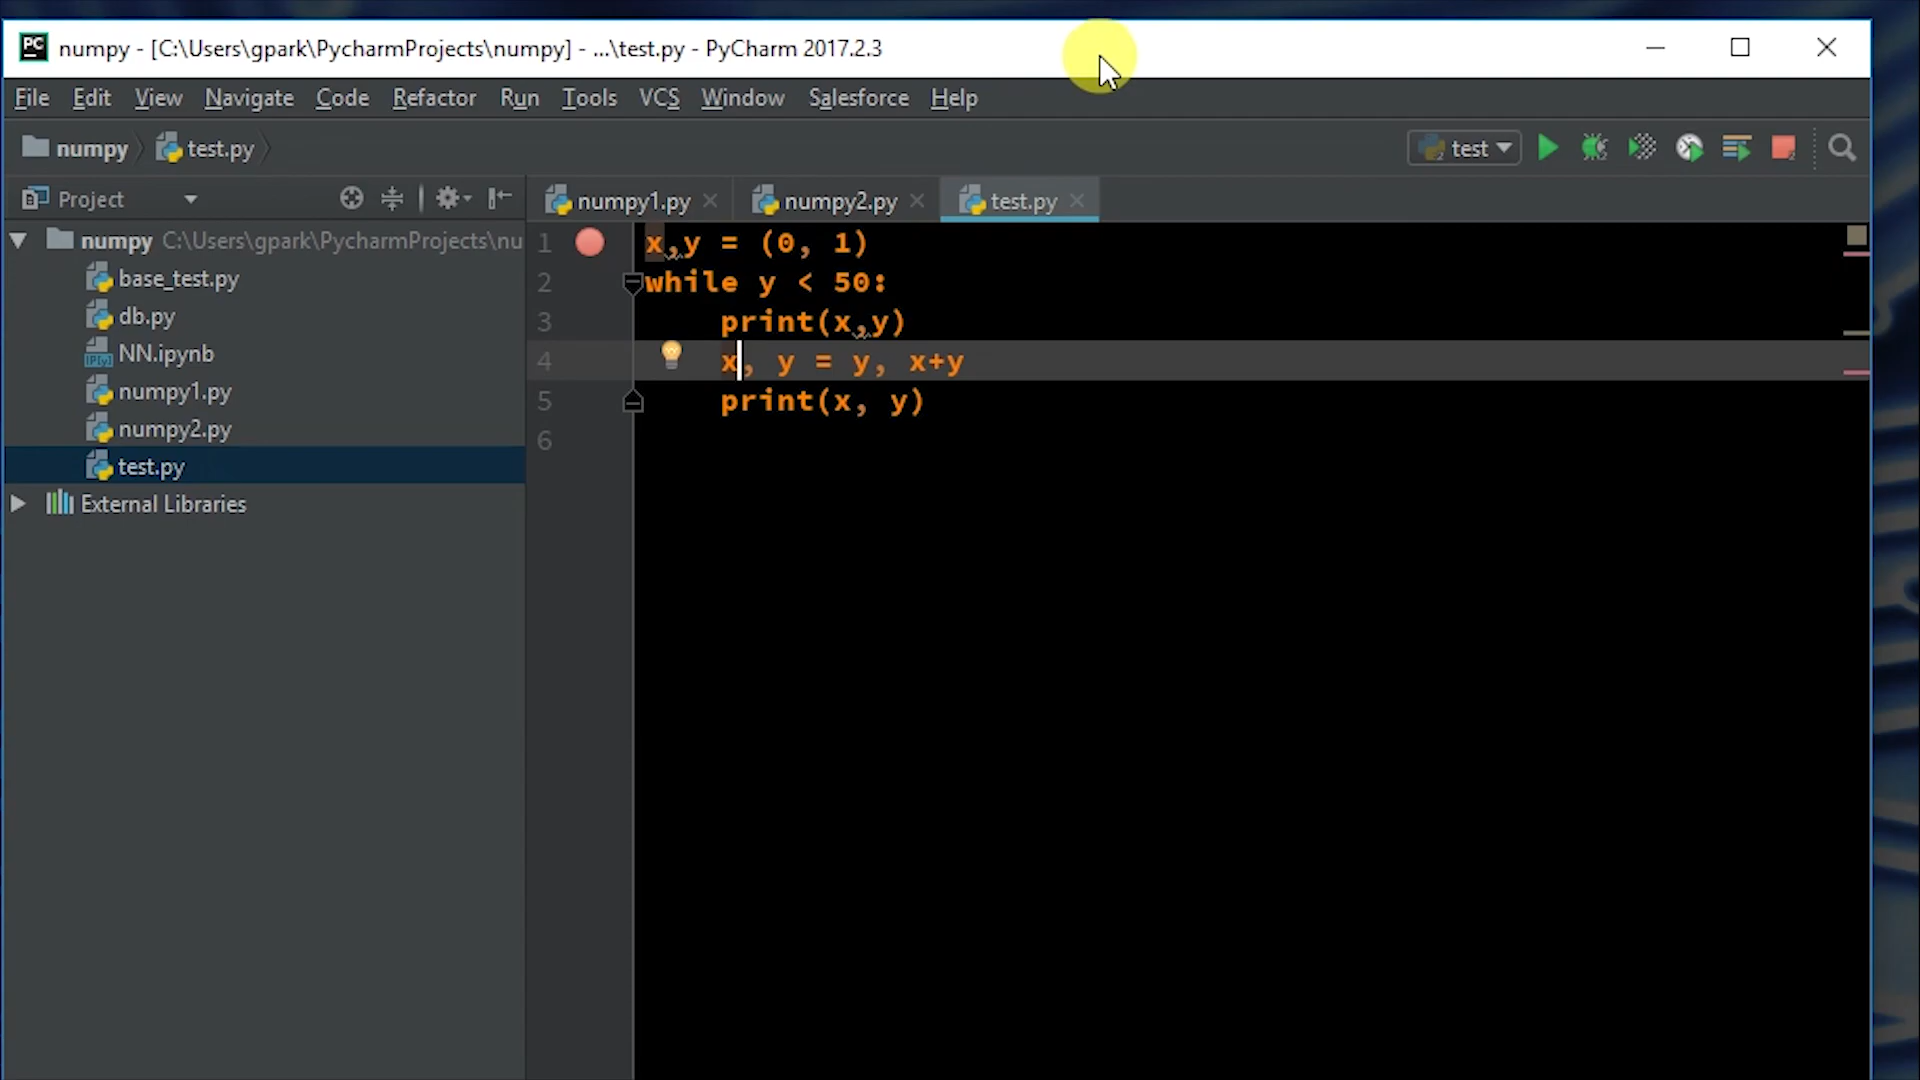 PC numpy - [C:\Users\gpark\PycharmProjects\numpy] - ...\test.py - PyCharm 2017.2.3
File Edit View Navigate Code Refactor Run Tools VCS Window Salesforce Help
numpy test.py test
Project
numpy1.py numpy2.py test.py
numpy C:\Users\gpark\PycharmProjects\nu
base_test.py
db.py
NN.ipynb
numpy1.py
numpy2.py
test.py
External Libraries
1 x,y = (0, 1)
2 while y < 50:
3 print(x,y)
4 x, y = y, x+y
5 print(x, y)
6